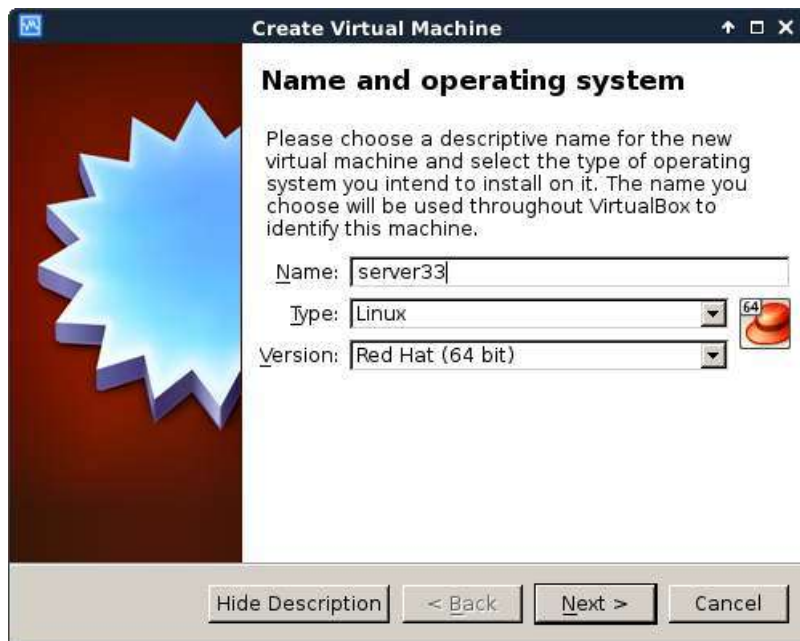 Create Virtual Machine
Name and operating system
Please choose a descriptive name for the new
virtual machine and select the type of operating
system you intend to install on it. The name you
choose will be used throughout VirtualBox to
identify this machine.
Name: server33
Type: Linux
64
Version: Red Hat (64 bit)
Hide Description < Back Next > Cancel